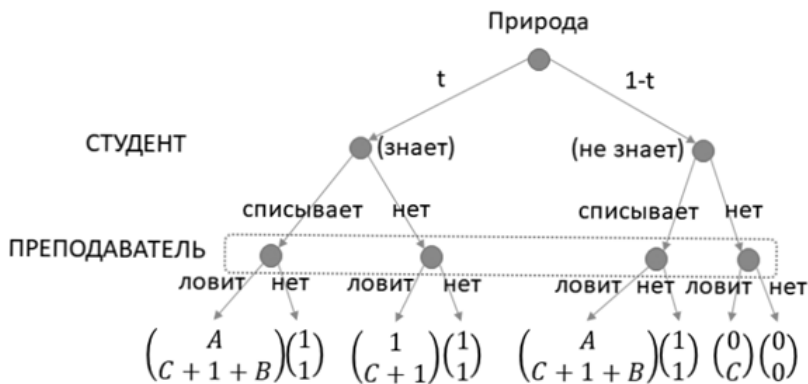 Природа
t 1-t
СТУДЕНТ (знает) (не знает)
списывает нет списывает нет
ПРЕПОДАВАТЕЛЬ
ловит нет ловит нет ловит нет ловит нет
A 1 1 1 A 1 0 0
C + 1 + B 1 C + 1 1 C + 1 + B 1 C 0